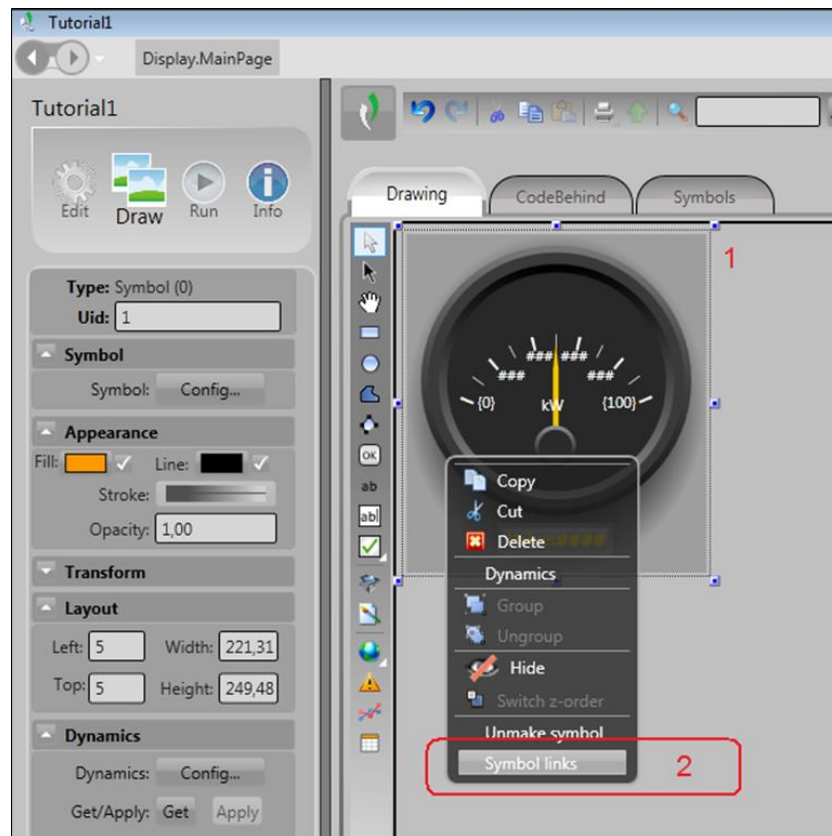 Tutorial1
Display.MainPage
Tutorial1
Edit
Draw
Run
Info
Type: Symbol (0)
Uid: 1
Symbol
Symbol: Config...
Appearance
Fill: Line:
Stroke:
Opacity: 1,00
Transform
Layout
Left: 5 Width: 221,31
Top: 5 Height: 249,48
Dynamics
Dynamics: Config...
Get/Apply: Get Apply
Drawing
CodeBehind
Symbols
OK
ab
ab
1
### ###
### ###
{0} kW {100}
Copy
Cut
Delete
Dynamics
Group
Ungroup
Hide
Switch z-order
Unmake symbol
Symbol links
2